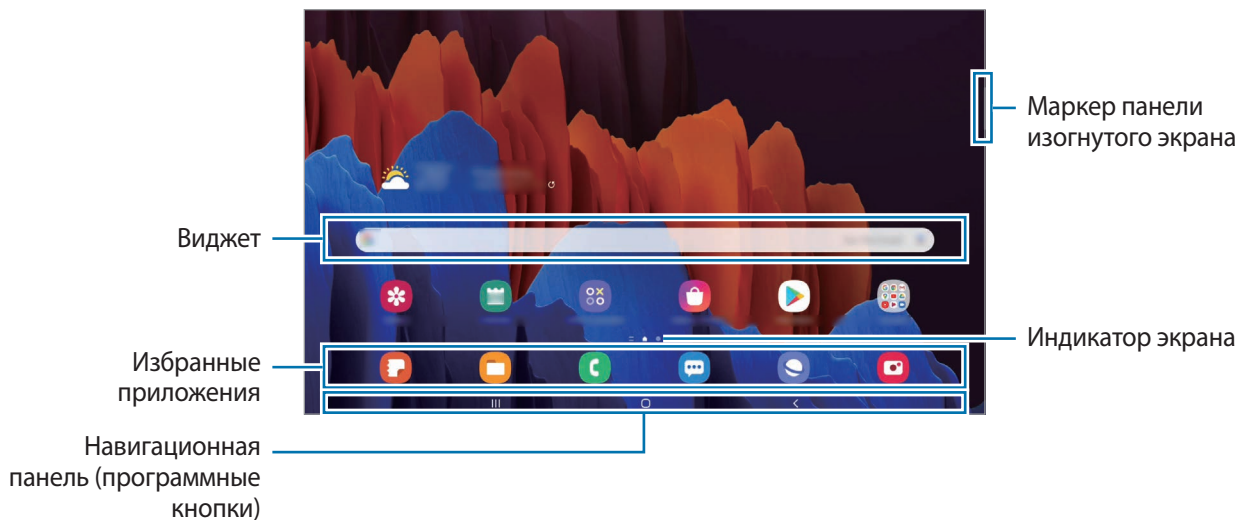 Маркер панели
изогнутого экрана
Виджет
Индикатор экрана
Избранные
приложения
Навигационная
панель (программные
кнопки)